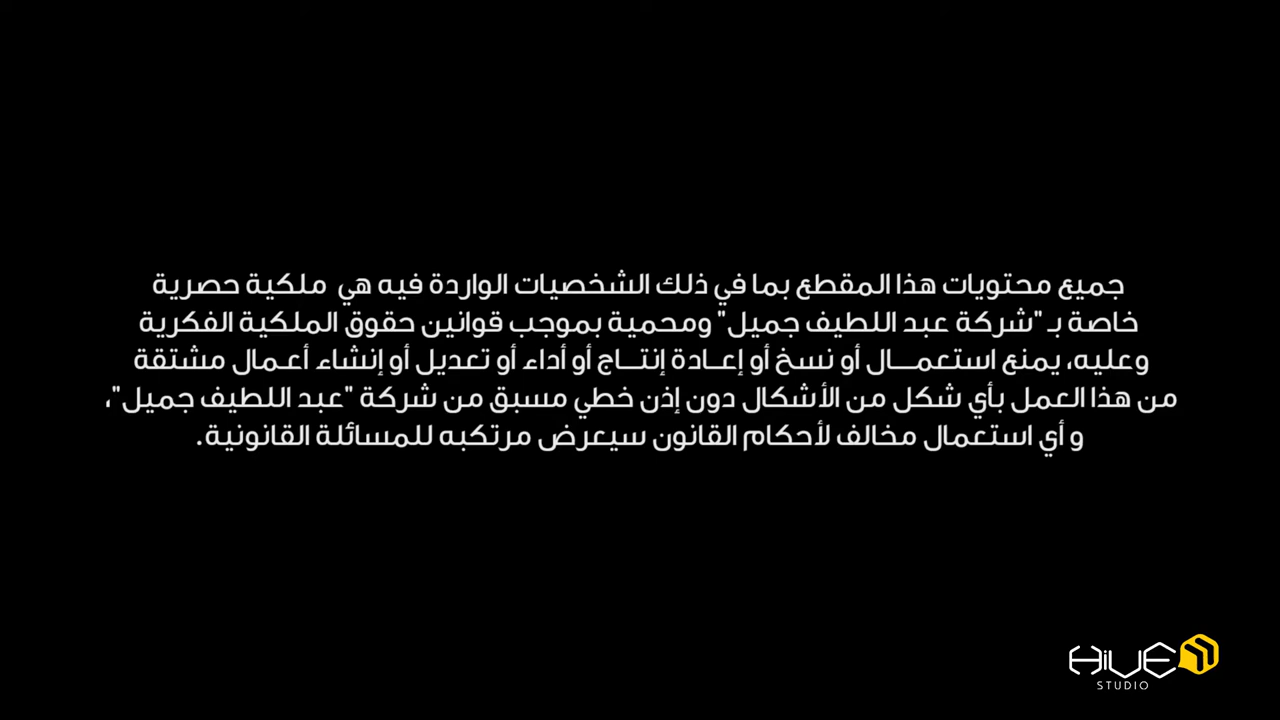 جميع محتويات هذا المقطع بما في ذلك الشخصيات الواردة فيه هي ملكية حصرية
خاصة بـ "شركة عبد اللطيف جميل" ومحمية بموجب قوانين حقوق الملكية الفكرية
وعليه، يمنع استعمـــال أو نسخ أو إعـادة إنتـاج أو أداء أو تعديل أو إنشاء أعـمال مشتقة
من هذا العمل بأي شكل من الأشكال دون إذن خطي مسبق من شركة "عبد اللطيف جميل"،
و أي استعمال مخالف لأحكام القانون سيعرض مرتكبه للمسائلة القانونية.
HIVE
STUDIO